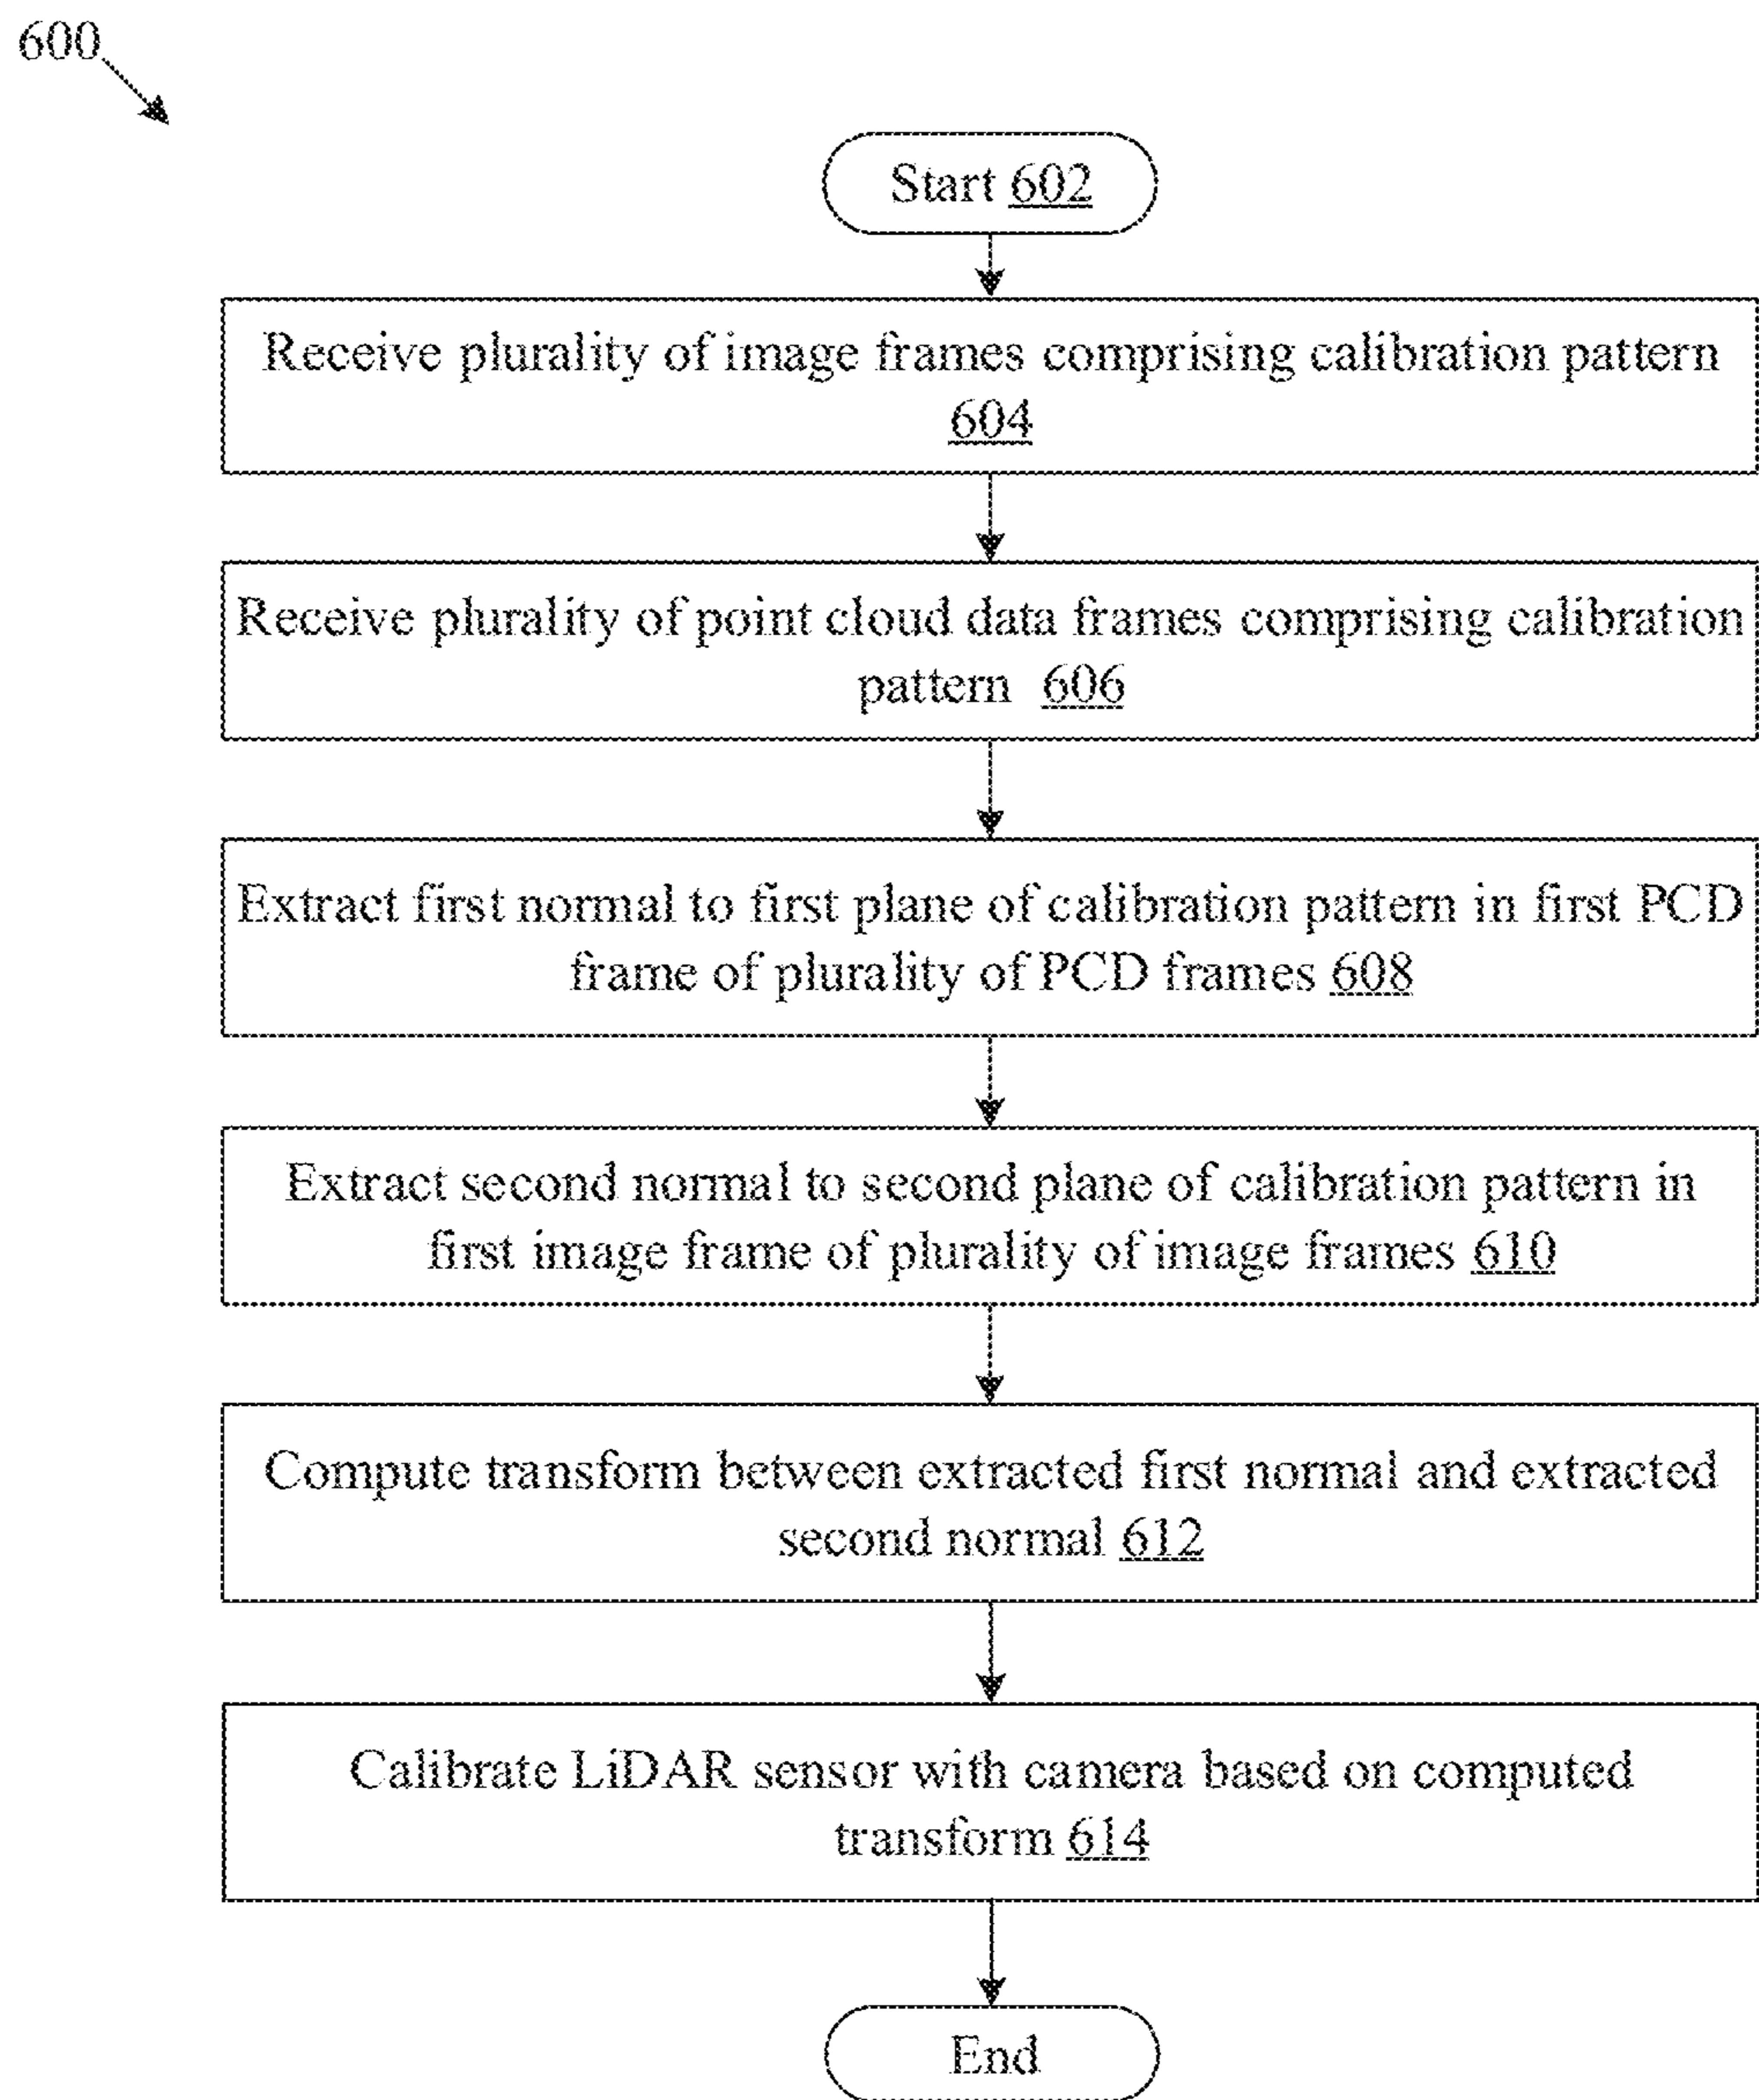 600
Start 602
Receive plurality of image frames comprising calibration pattern
604
Receive plurality of point cloud data frames comprising calibration
pattern 606
Extract first normal to first plane of calibration pattern in first PCD
frame of plurality of PCD frames 608
Extract second normal to second plane of calibration pattern in
first image frame of plurality of image frames 610
Compute transform between extracted first normal and extracted
second normal 612
Calibrate LiDAR sensor with camera based on computed
transform 614
End